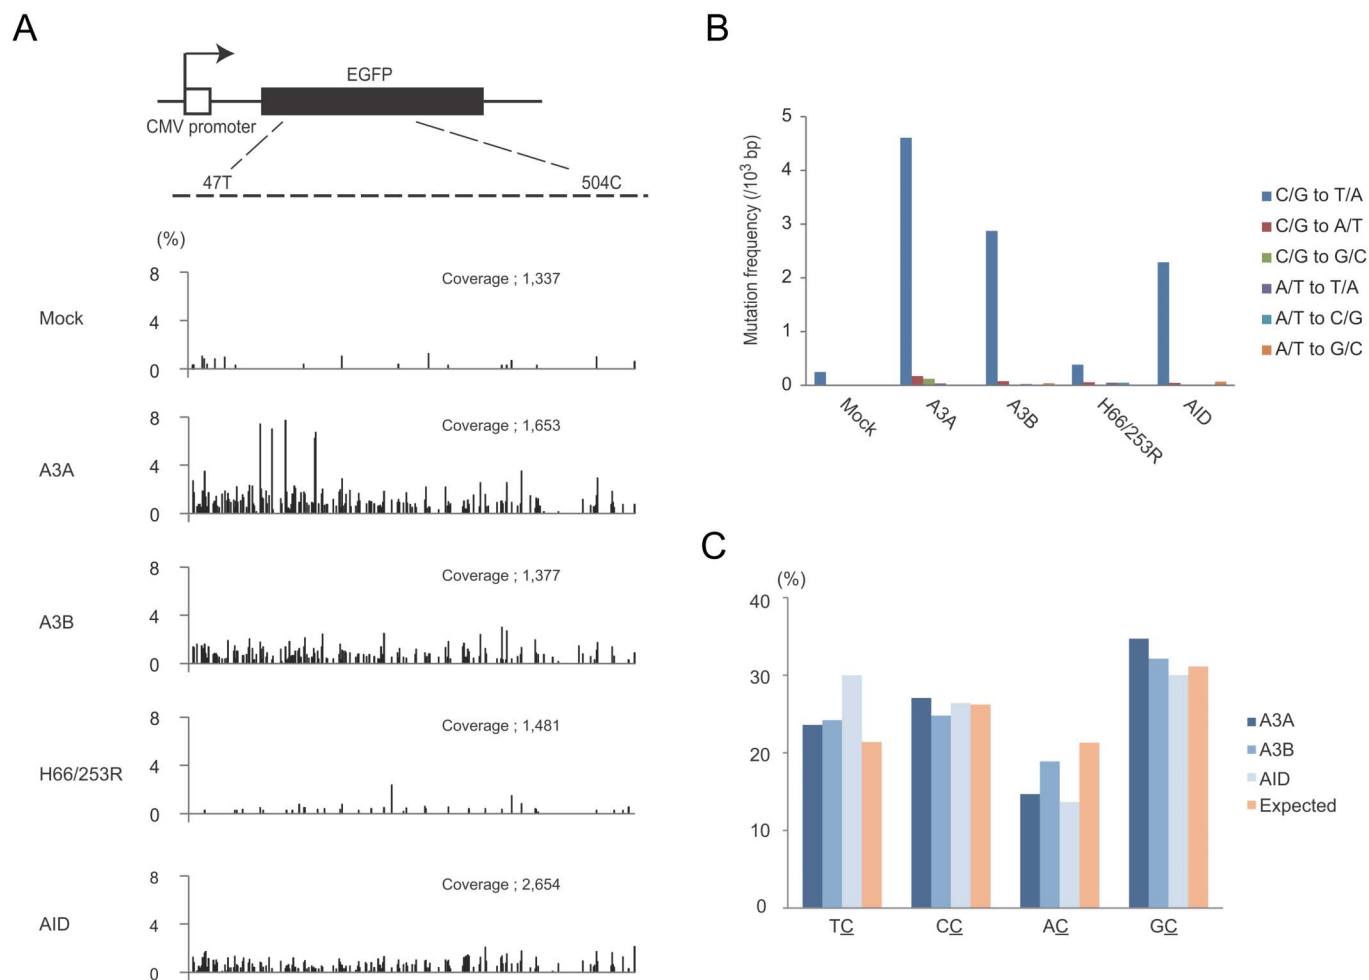 A
EGFP
CMV promoter
47T
504C
(%)
Mock
8
4
0
Coverage ; 1,337
A3A
8
4
0
Coverage ; 1,653
A3B
8
4
0
Coverage ; 1,377
H66/253R
8
4
0
Coverage ; 1,481
AID
8
4
0
Coverage ; 2,654
B
Mutation frequency (/10³ bp)
5
4
3
2
1
0
Mock
A3A
A3B
H66/253R
AID
C/G to T/A
C/G to A/T
C/G to G/C
A/T to T/A
A/T to C/G
A/T to G/C
C
(%)
40
30
20
10
0
TC
CC
AC
GC
A3A
A3B
AID
Expected